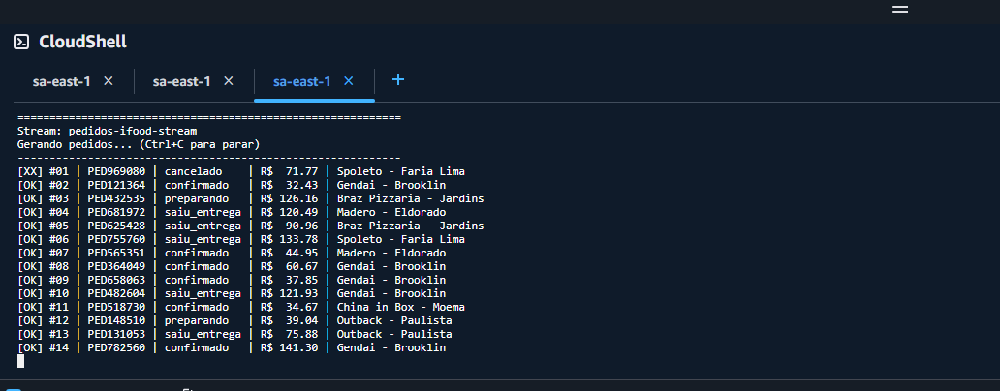 CloudShell
sa-east-1 × sa-east-1 × sa-east-1 × +
============================================================
Stream: pedidos-ifood-stream
Gerando pedidos... (Ctrl+C para parar)
------------------------------------------------------------
[XX] #01 | PED969080 | cancelado    | R$  71.77 | Spoleto - Faria Lima
[OK] #02 | PED121364 | confirmado   | R$  32.43 | Gendai - Brooklin
[OK] #03 | PED432535 | preparando   | R$ 126.16 | Braz Pizzaria - Jardins
[OK] #04 | PED681972 | saiu_entrega | R$ 120.49 | Madero - Eldorado
[OK] #05 | PED625428 | saiu_entrega | R$  90.96 | Braz Pizzaria - Jardins
[OK] #06 | PED755760 | saiu_entrega | R$ 133.78 | Spoleto - Faria Lima
[OK] #07 | PED565351 | confirmado   | R$  44.95 | Madero - Eldorado
[OK] #08 | PED364049 | confirmado   | R$  60.67 | Gendai - Brooklin
[OK] #09 | PED658063 | confirmado   | R$  37.85 | Gendai - Brooklin
[OK] #10 | PED482604 | saiu_entrega | R$ 121.93 | Gendai - Brooklin
[OK] #11 | PED518730 | confirmado   | R$  34.67 | China in Box - Moema
[OK] #12 | PED148510 | preparando   | R$  39.04 | Outback - Paulista
[OK] #13 | PED131053 | saiu_entrega | R$  75.88 | Outback - Paulista
[OK] #14 | PED782560 | confirmado   | R$ 141.30 | Gendai - Brooklin